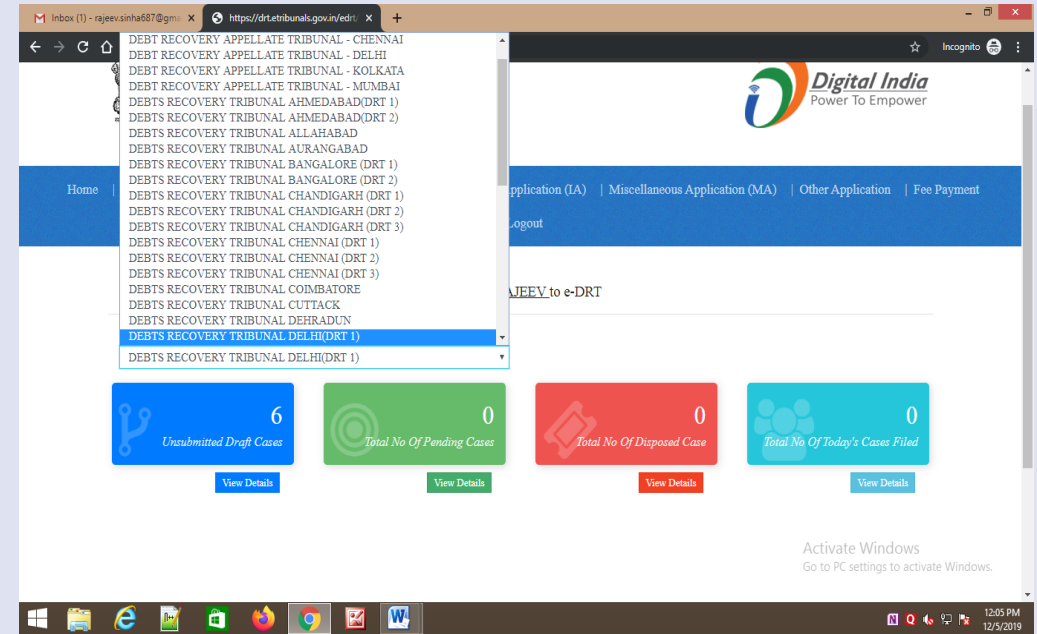 Inbox (1) - rajeev.sinha687@gma
https://drt.etribunals.gov.in/edrt/
Incognito
DEBT RECOVERY APPELLATE TRIBUNAL - CHENNAI
DEBT RECOVERY APPELLATE TRIBUNAL - DELHI
DEBT RECOVERY APPELLATE TRIBUNAL - KOLKATA
DEBT RECOVERY APPELLATE TRIBUNAL - MUMBAI
DEBTS RECOVERY TRIBUNAL AHMEDABAD(DRT 1)
DEBTS RECOVERY TRIBUNAL AHMEDABAD(DRT 2)
DEBTS RECOVERY TRIBUNAL ALLAHABAD
DEBTS RECOVERY TRIBUNAL AURANGABAD
DEBTS RECOVERY TRIBUNAL BANGALORE (DRT 1)
DEBTS RECOVERY TRIBUNAL BANGALORE (DRT 2)
DEBTS RECOVERY TRIBUNAL CHANDIGARH (DRT 1)
DEBTS RECOVERY TRIBUNAL CHANDIGARH (DRT 2)
DEBTS RECOVERY TRIBUNAL CHANDIGARH (DRT 3)
DEBTS RECOVERY TRIBUNAL CHENNAI (DRT 1)
DEBTS RECOVERY TRIBUNAL CHENNAI (DRT 2)
DEBTS RECOVERY TRIBUNAL CHENNAI (DRT 3)
DEBTS RECOVERY TRIBUNAL COIMBATORE
DEBTS RECOVERY TRIBUNAL CUTTACK
DEBTS RECOVERY TRIBUNAL DEHRADUN
DEBTS RECOVERY TRIBUNAL DELHI(DRT 1)
DEBTS RECOVERY TRIBUNAL DELHI(DRT 1)
Digital India
Power To Empower
Home | pplication (IA) | Miscellaneous Application (MA) | Other Application | Fee Payment
Logout
AJEEV to e-DRT
6
Unsubmitted Draft Cases
View Details
0
Total No Of Pending Cases
View Details
0
Total No Of Disposed Case
View Details
0
Total No Of Today's Cases Filed
View Details
Activate Windows
Go to PC settings to activate Windows.
12:05 PM
12/5/2019